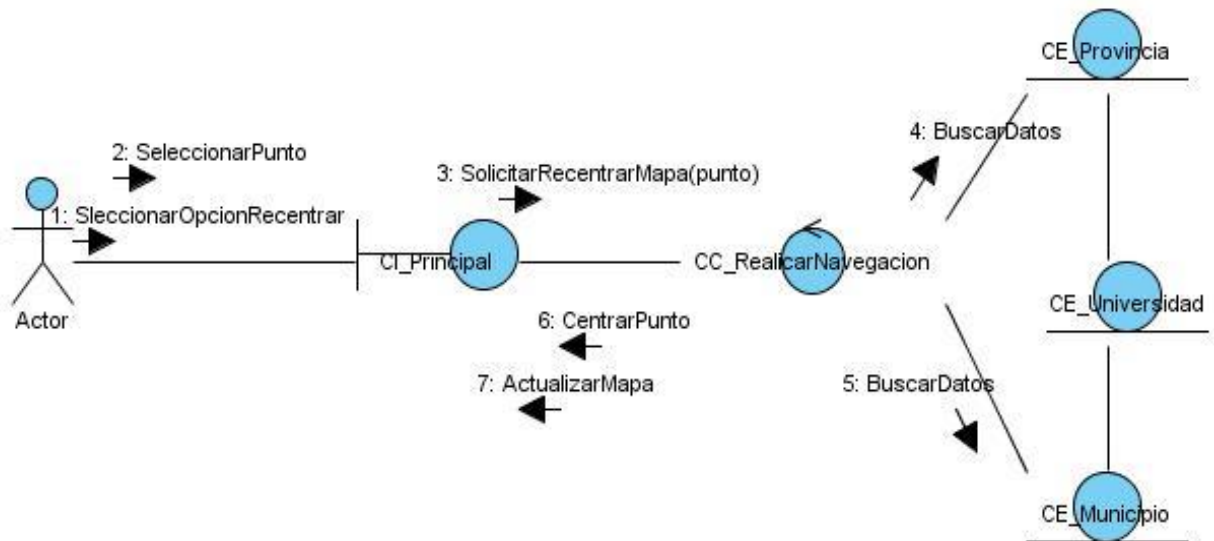 CE_Provincia
4: BuscarDatos
2: SeleccionarPunto
3: SolicitarRecentrarMapa(punto)
1: SleccionarOpcionRecentrar
CI_Principal
CC_RealicarNavegacion
CE_Universidad
Actor
6: CentrarPunto
7: ActualizarMapa
5: BuscarDatos
CE_Municipio